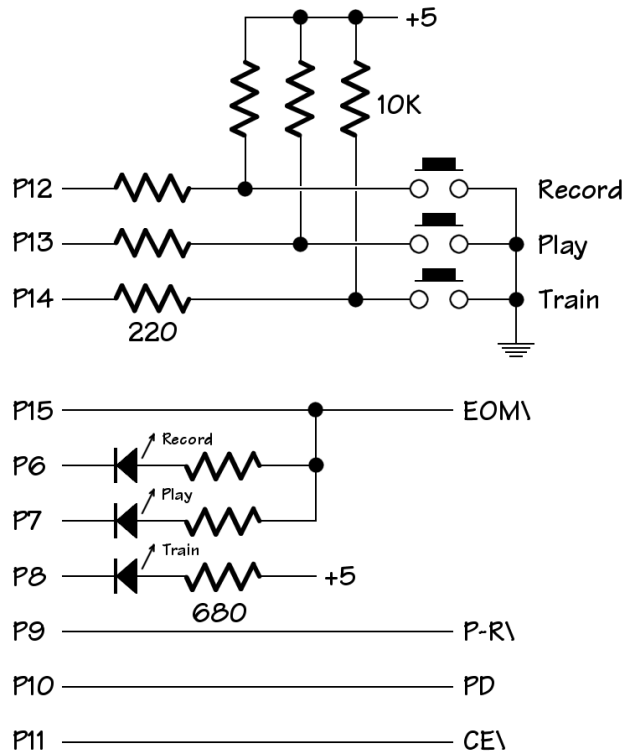 +5
10K
P12 Record
P13 Play
P14 Train
220
P15 EOM\
Record
P6
Play
P7
Train
P8 +5
680
P9 P-R\
P10 PD
P11 CE\